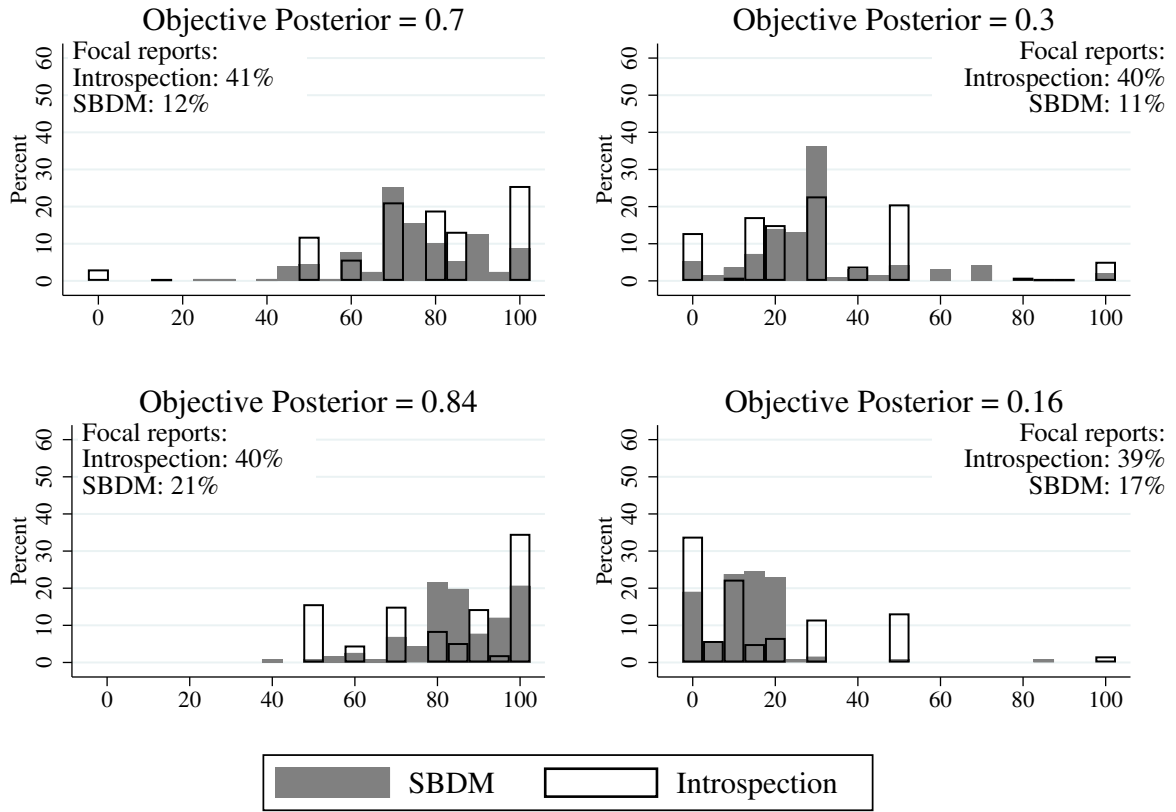 Objective Posterior = 0.7
Focal reports:
Introspection: 41%
SBDM: 12%
Percent
0 10 20 30 40 50 60
0 20 40 60 80 100
Objective Posterior = 0.3
Focal reports:
Introspection: 40%
SBDM: 11%
Percent
0 10 20 30 40 50 60
0 20 40 60 80 100
Objective Posterior = 0.84
Focal reports:
Introspection: 40%
SBDM: 21%
Percent
0 10 20 30 40 50 60
0 20 40 60 80 100
Objective Posterior = 0.16
Focal reports:
Introspection: 39%
SBDM: 17%
Percent
0 10 20 30 40 50 60
0 20 40 60 80 100
SBDM Introspection